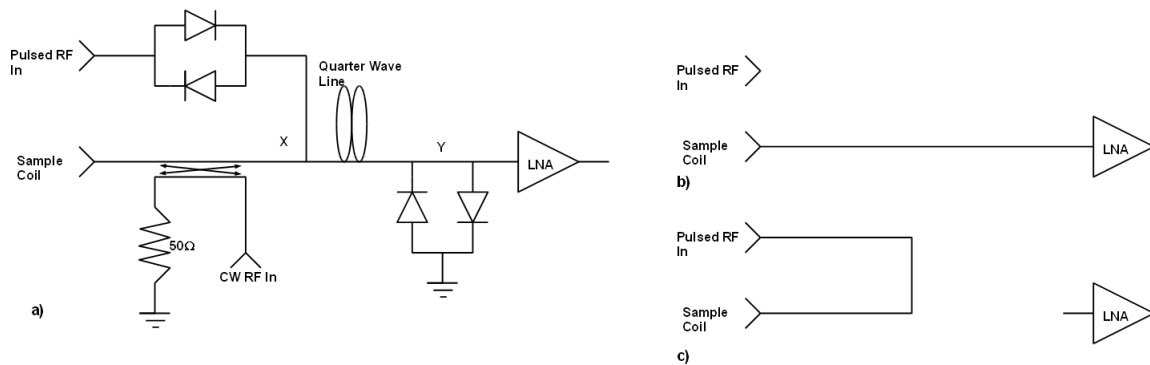 Pulsed RF
In
Quarter Wave
Line
X
Y
Sample
Coil
LNA
50Ω
CW RF In
a)
Pulsed RF
In
Sample
Coil
LNA
b)
Pulsed RF
In
Sample
Coil
LNA
c)